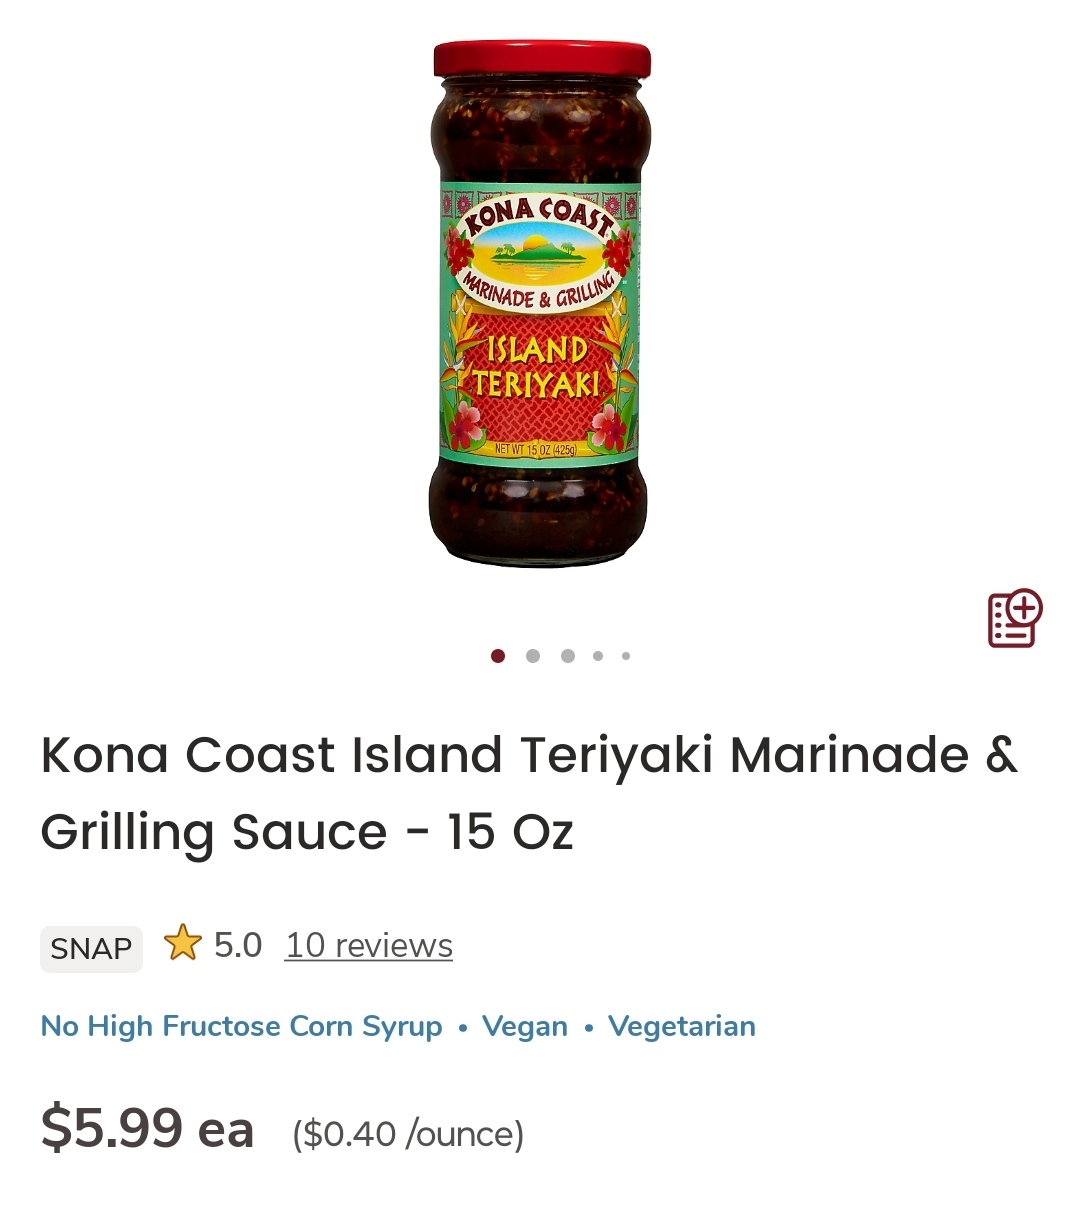 KONA COAST
MARINADE & GRILLING
ISLAND
TERIYAKI
NET WT 15 OZ (425g)
Kona Coast Island Teriyaki Marinade &
Grilling Sauce - 15 Oz
SNAP 5.0 10 reviews
No High Fructose Corn Syrup • Vegan • Vegetarian
$5.99 ea ($0.40 /ounce)